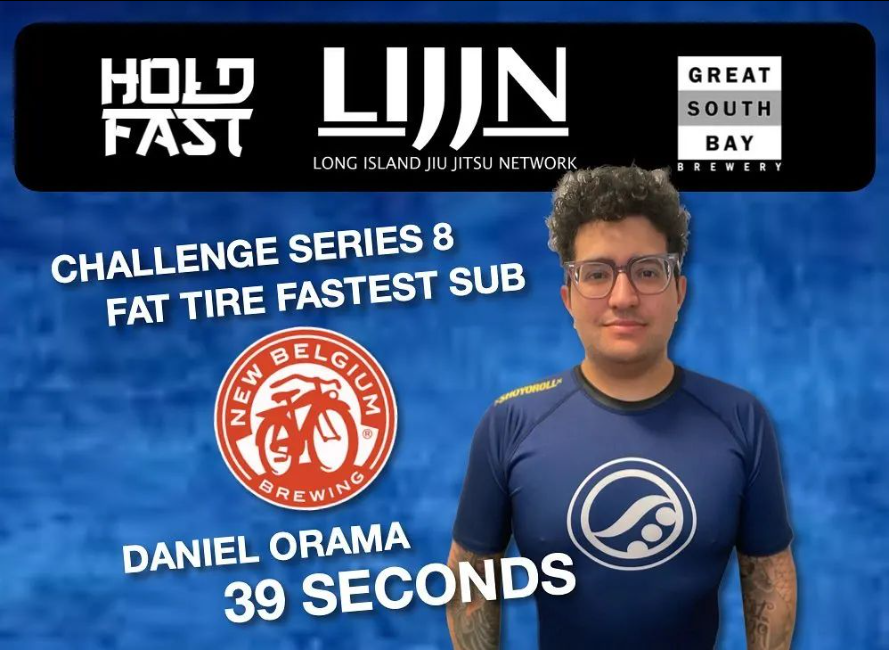 HOLD
FAST
LIJJN
LONG ISLAND JIU JITSU NETWORK
GREAT
SOUTH
BAY
BREWERY
CHALLENGE SERIES 8
FAT TIRE FASTEST SUB
SHOYOROLL
NEW BELGIUM
®
BREWING
DANIEL ORAMA
39 SECONDS